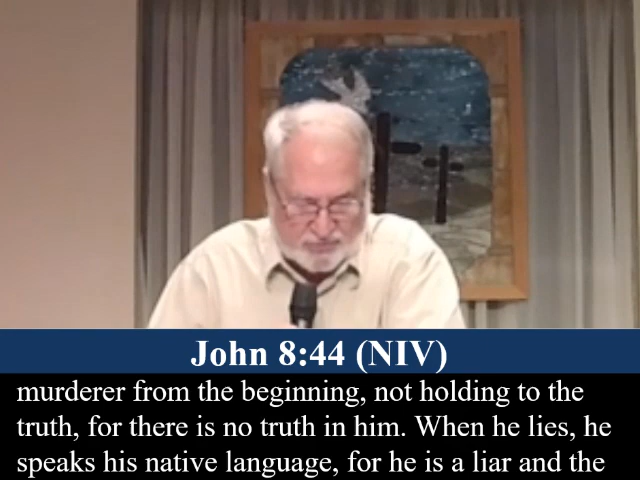 John 8:44 (NIV)
murderer from the beginning, not holding to the
truth, for there is no truth in him. When he lies, he
speaks his native language, for he is a liar and the